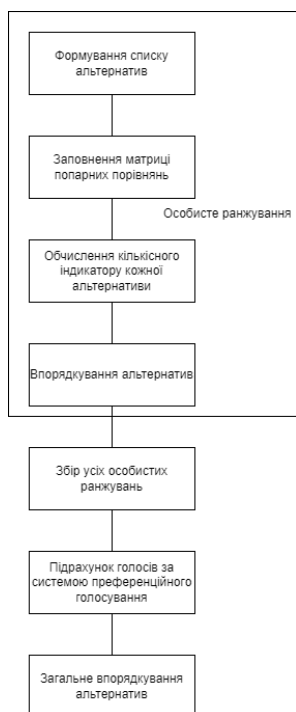 Формування списку
альтернатив
Заповнення матриці
попарних порівнянь
Особисте ранжування
Обчислення кількісного
індикатору кожної
альтернативи
Впорядкування альтернатив
Збір усіх особистих
ранжувань
Підрахунок голосів за
системою преференційного
голосування
Загальне впорядкування
альтернатив